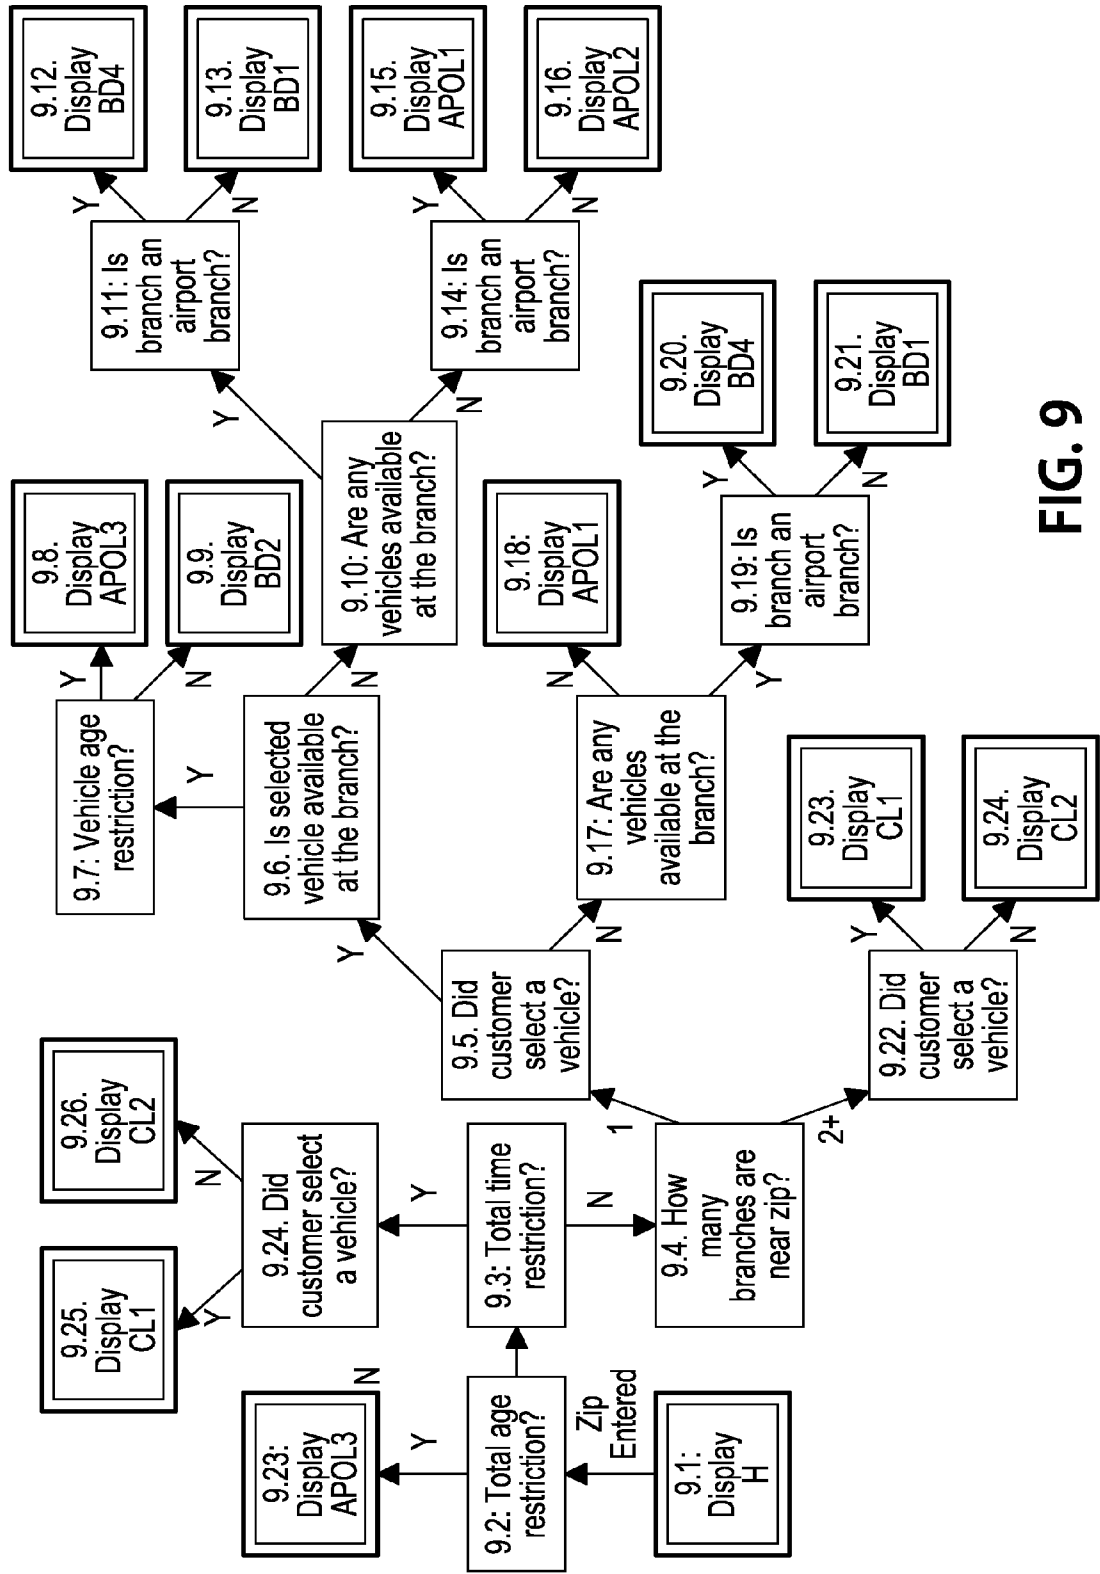 9.12.
Display
BD4
9.13.
Display
BD1
9.15.
Display
APOL1
9.16.
Display
APOL2
Y
N
Y
N
9.11: Is
branch an
airport
branch?
9.14: Is
branch an
airport
branch?
Y
N
9.8.
Display
APOL3
9.9.
Display
BD2
9.10: Are any
vehicles available
at the branch?
9.18:
Display
APOL1
9.20.
Display
BD4
9.21.
Display
BD1
Y
N
9.19: Is
branch an
airport
branch?
Y
N
N
N
Y
9.7: Vehicle age
restriction?
Y
9.6. Is selected
vehicle available
at the branch?
9.17: Are any
vehicles
available at the
branch?
9.23.
Display
CL1
9.24.
Display
CL2
Y
N
Y
N
9.5. Did
customer
select a
vehicle?
9.22. Did
customer
select a
vehicle?
1
2+
9.26.
Display
CL2
9.25.
Display
CL1
N
Y
9.24. Did
customer select
a vehicle?
Y
9.3: Total time
restriction?
N
9.4. How
many
branches are
near zip?
9.23:
Display
APOL3
N
Y
9.2: Total age
restriction?
Zip
Entered
9.1:
Display
H
FIG. 9